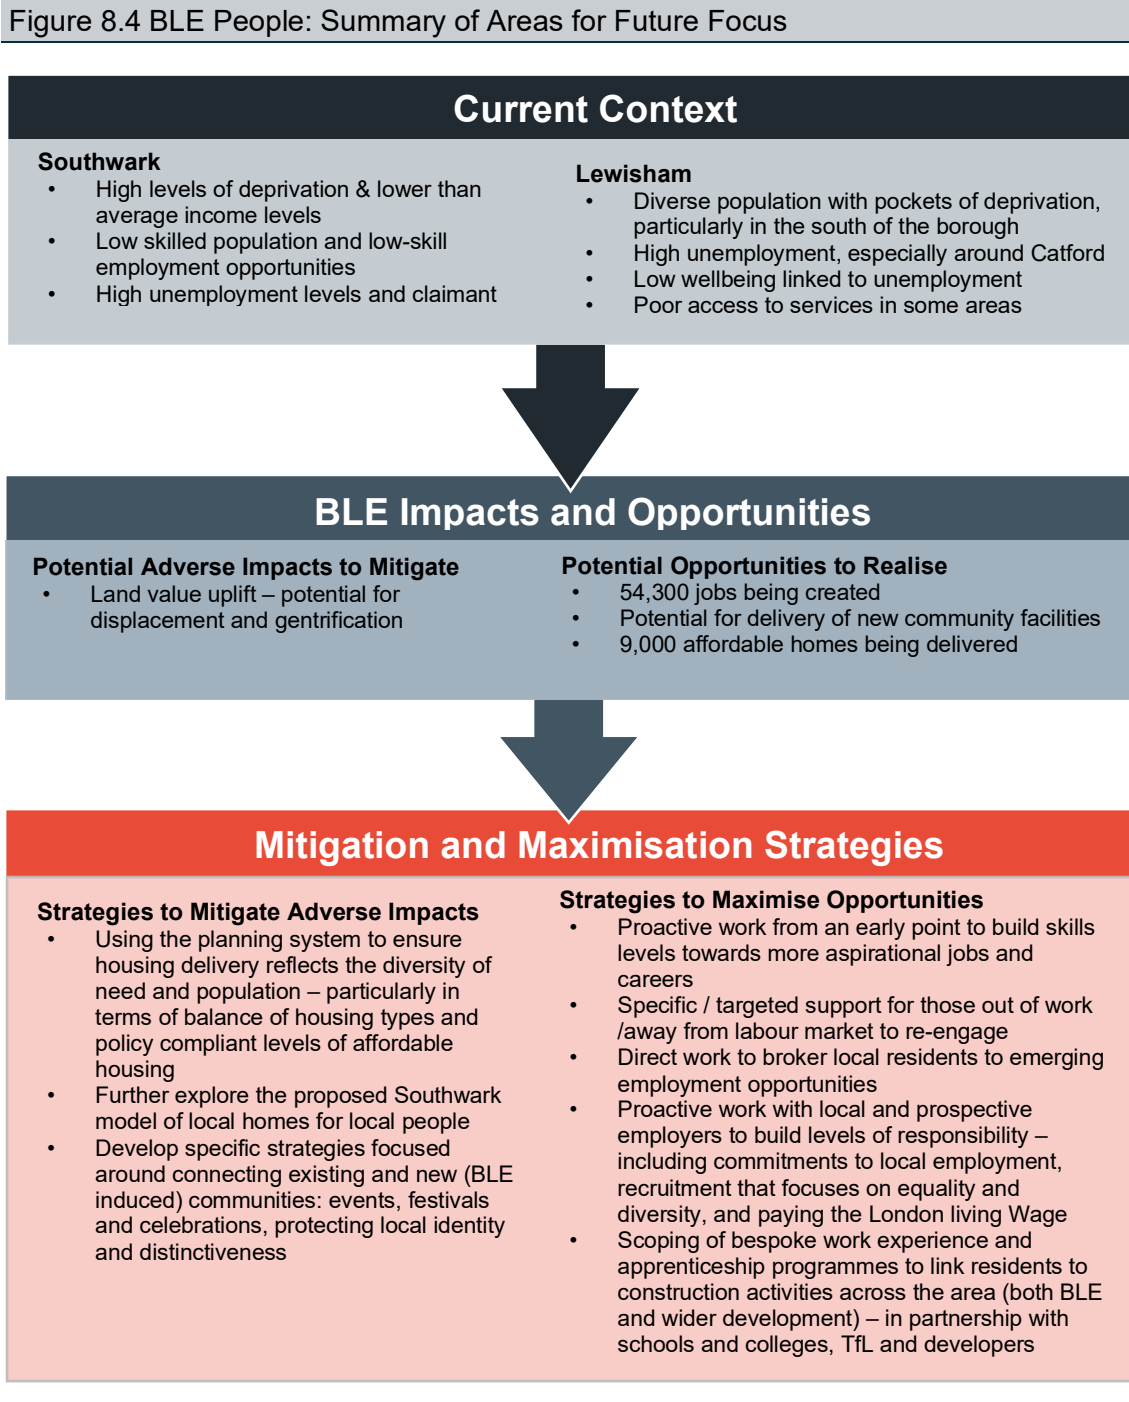 Figure 8.4 BLE People: Summary of Areas for Future Focus
Current Context
Southwark
• High levels of deprivation & lower than
average income levels
• Low skilled population and low-skill
employment opportunities
• High unemployment levels and claimant
Lewisham
• Diverse population with pockets of deprivation,
particularly in the south of the borough
• High unemployment, especially around Catford
• Low wellbeing linked to unemployment
• Poor access to services in some areas
BLE Impacts and Opportunities
Potential Adverse Impacts to Mitigate
• Land value uplift – potential for
displacement and gentrification
Potential Opportunities to Realise
• 54,300 jobs being created
• Potential for delivery of new community facilities
• 9,000 affordable homes being delivered
Mitigation and Maximisation Strategies
Strategies to Mitigate Adverse Impacts
• Using the planning system to ensure
housing delivery reflects the diversity of
need and population – particularly in
terms of balance of housing types and
policy compliant levels of affordable
housing
• Further explore the proposed Southwark
model of local homes for local people
• Develop specific strategies focused
around connecting existing and new (BLE
induced) communities: events, festivals
and celebrations, protecting local identity
and distinctiveness
Strategies to Maximise Opportunities
• Proactive work from an early point to build skills
levels towards more aspirational jobs and
careers
• Specific / targeted support for those out of work
/away from labour market to re-engage
• Direct work to broker local residents to emerging
employment opportunities
• Proactive work with local and prospective
employers to build levels of responsibility –
including commitments to local employment,
recruitment that focuses on equality and
diversity, and paying the London living Wage
• Scoping of bespoke work experience and
apprenticeship programmes to link residents to
construction activities across the area (both BLE
and wider development) – in partnership with
schools and colleges, TfL and developers